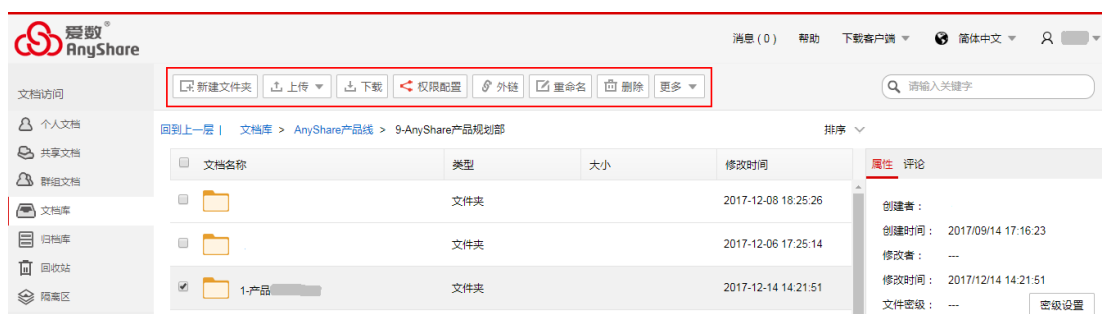 爱数®
AnyShare
消息(0) 帮助 下载客户端 简体中文
文档访问
新建文件夹 上传 下载 权限配置 外链 重命名 删除 更多 请输入关键字
个人文档
共享文档
群组文档
文档库
归档库
回收站
隔离区
回到上一层 | 文档库 > AnyShare产品线 > 9-AnyShare产品规划部 排序
文档名称 类型 大小 修改时间
文件夹 2017-12-08 18:25:26
文件夹 2017-12-06 17:25:14
1-产品 文件夹 2017-12-14 14:21:51
属性 评论
创建者：
创建时间： 2017/09/14 17:16:23
修改者： ---
修改时间： 2017/12/14 14:21:51
文件密级： --- 密级设置